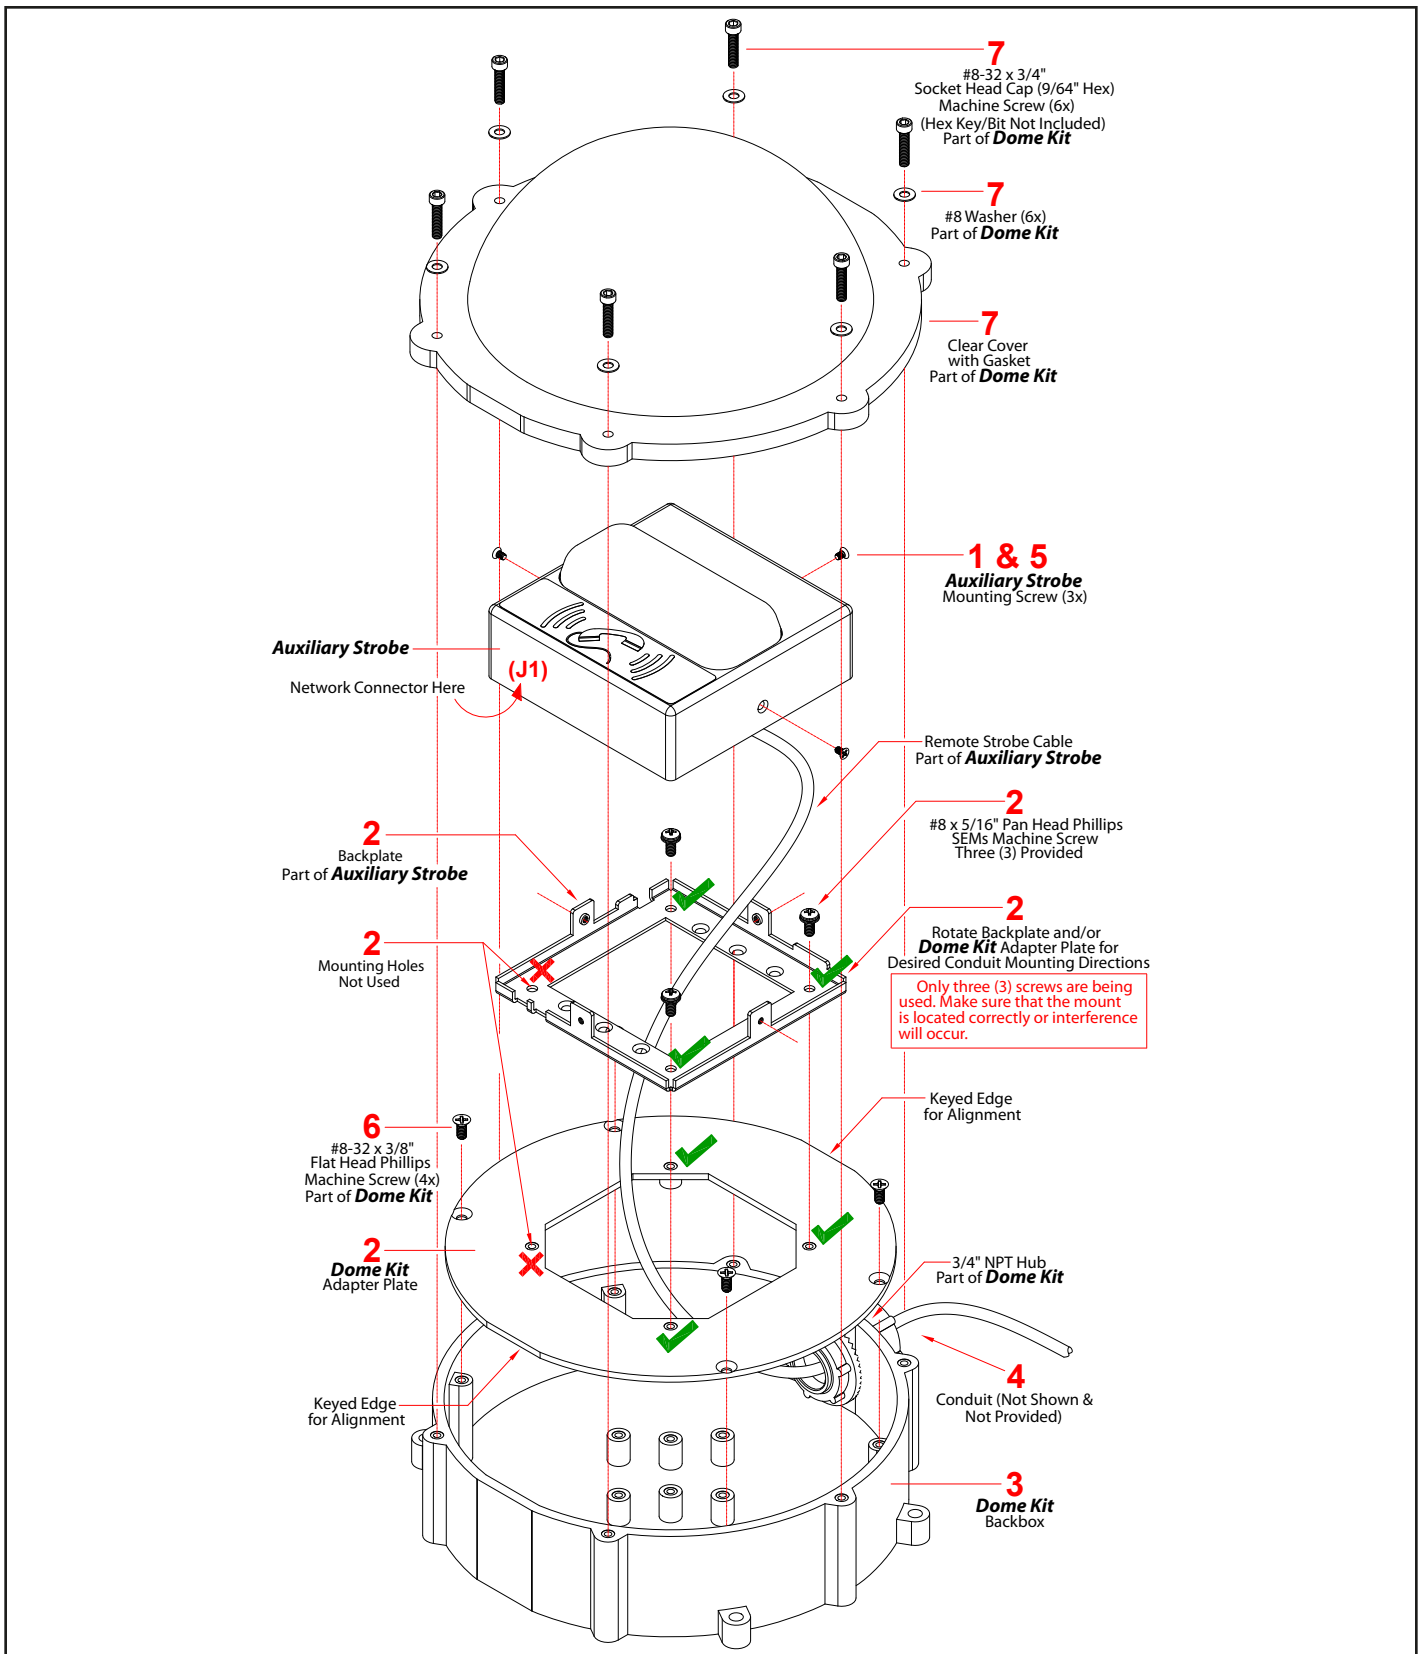 7
#8-32 x 3/4"
Socket Head Cap (9/64" Hex)
Machine Screw (6x)
(Hex Key/Bit Not Included)
Part of Dome Kit
7
#8 Washer (6x)
Part of Dome Kit
7
Clear Cover
with Gasket
Part of Dome Kit
1 & 5
Auxiliary Strobe
Mounting Screw (3x)
Auxiliary Strobe
(J1)
Network Connector Here
Remote Strobe Cable
Part of Auxiliary Strobe
2
#8 x 5/16" Pan Head Phillips
SEMs Machine Screw
Three (3) Provided
2
Backplate
Part of Auxiliary Strobe
2
Rotate Backplate and/or
Dome Kit Adapter Plate for
Desired Conduit Mounting Directions
2
Mounting Holes
Not Used
Only three (3) screws are being
used. Make sure that the mount
is located correctly or interference
will occur.
Keyed Edge
for Alignment
6
#8-32 x 3/8"
Flat Head Phillips
Machine Screw (4x)
Part of Dome Kit
2
Dome Kit
Adapter Plate
3/4" NPT Hub
Part of Dome Kit
4
Conduit (Not Shown &
Not Provided)
Keyed Edge
for Alignment
3
Dome Kit
Backbox